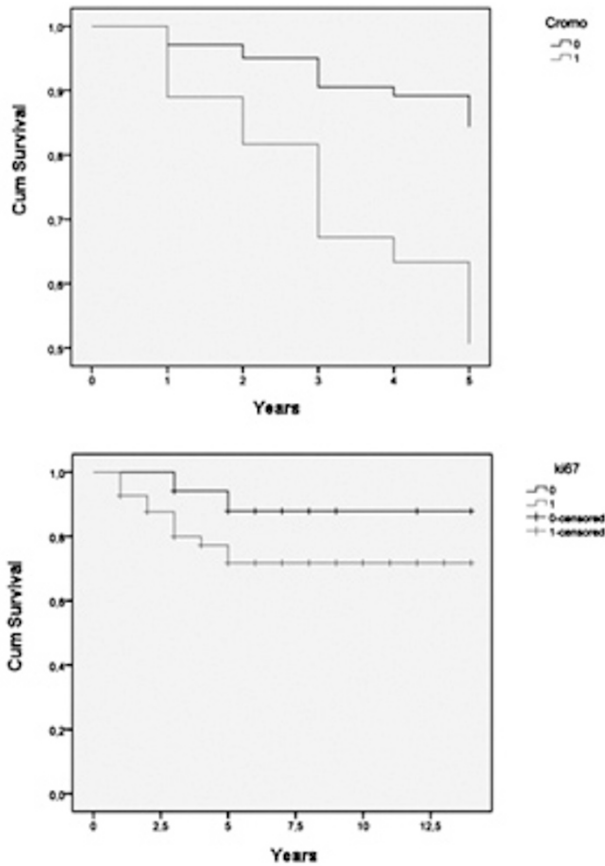 Cromo
0
1
Cum Survival
1,0
0,9
0,8
0,7
0,6
0,5
0 1 2 3 4 5
Years
ki67
0
1
0-censored
1-censored
Cum Survival
1,0
0,8
0,6
0,4
0,2
0,0
0 2,5 5 7,5 10 12,5
Years